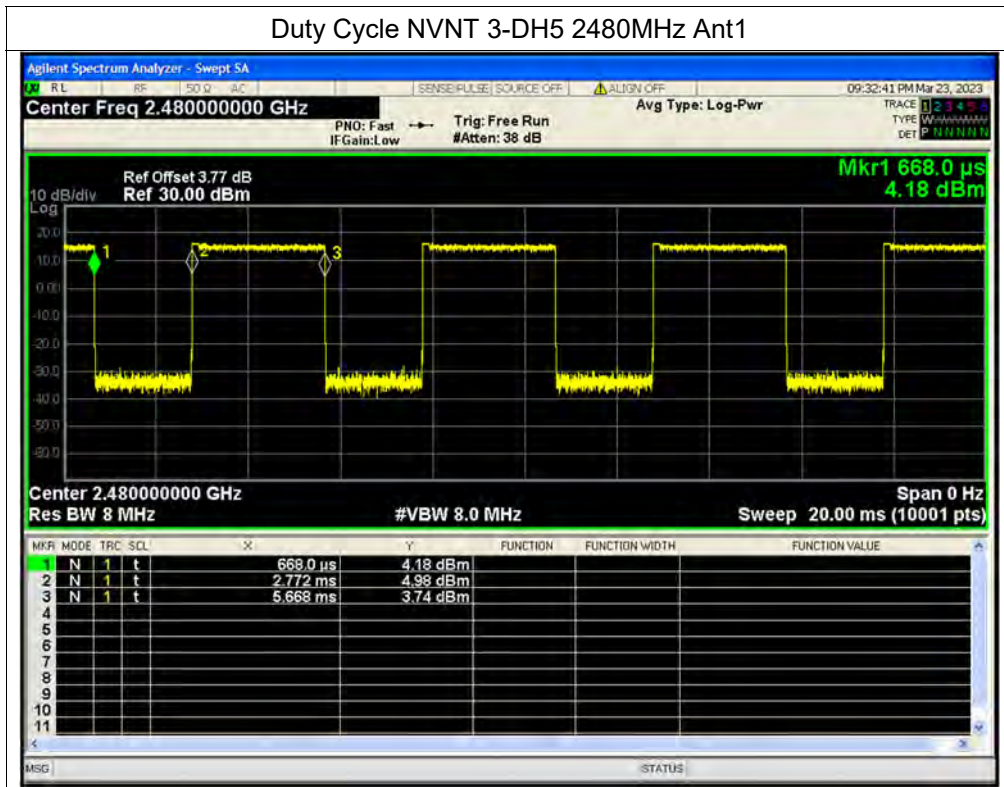 Duty Cycle NVNT 3-DH5 2480MHz Ant1
Agilent Spectrum Analyzer - Swept SA
RL RF 50 Ω AC SENSE:PULSE SOURCE OFF ALIGN OFF 09:32:41 PM Mar 23, 2023
Center Freq 2.480000000 GHz Avg Type: Log-Pwr TRACE 1 2 3 4 5 6
PNO: Fast Trig: Free Run TYPE W
IFGain:Low #Atten: 38 dB DET P N N N N N
Mkr1 668.0 µs
Ref Offset 3.77 dB 4.18 dBm
10 dB/div Ref 30.00 dBm
Log
20.0
10.0
0.00
-10.0
-20.0
-30.0
-40.0
-50.0
-60.0
1 2 3
Center 2.480000000 GHz Span 0 Hz
Res BW 8 MHz #VBW 8.0 MHz Sweep 20.00 ms (10001 pts)
MKR MODE TRC SCL X Y FUNCTION FUNCTION WIDTH FUNCTION VALUE
1 N 1 t 668.0 µs 4.18 dBm
2 N 1 t 2.772 ms 4.98 dBm
3 N 1 t 5.668 ms 3.74 dBm
4
5
6
7
8
9
10
11
MSG STATUS